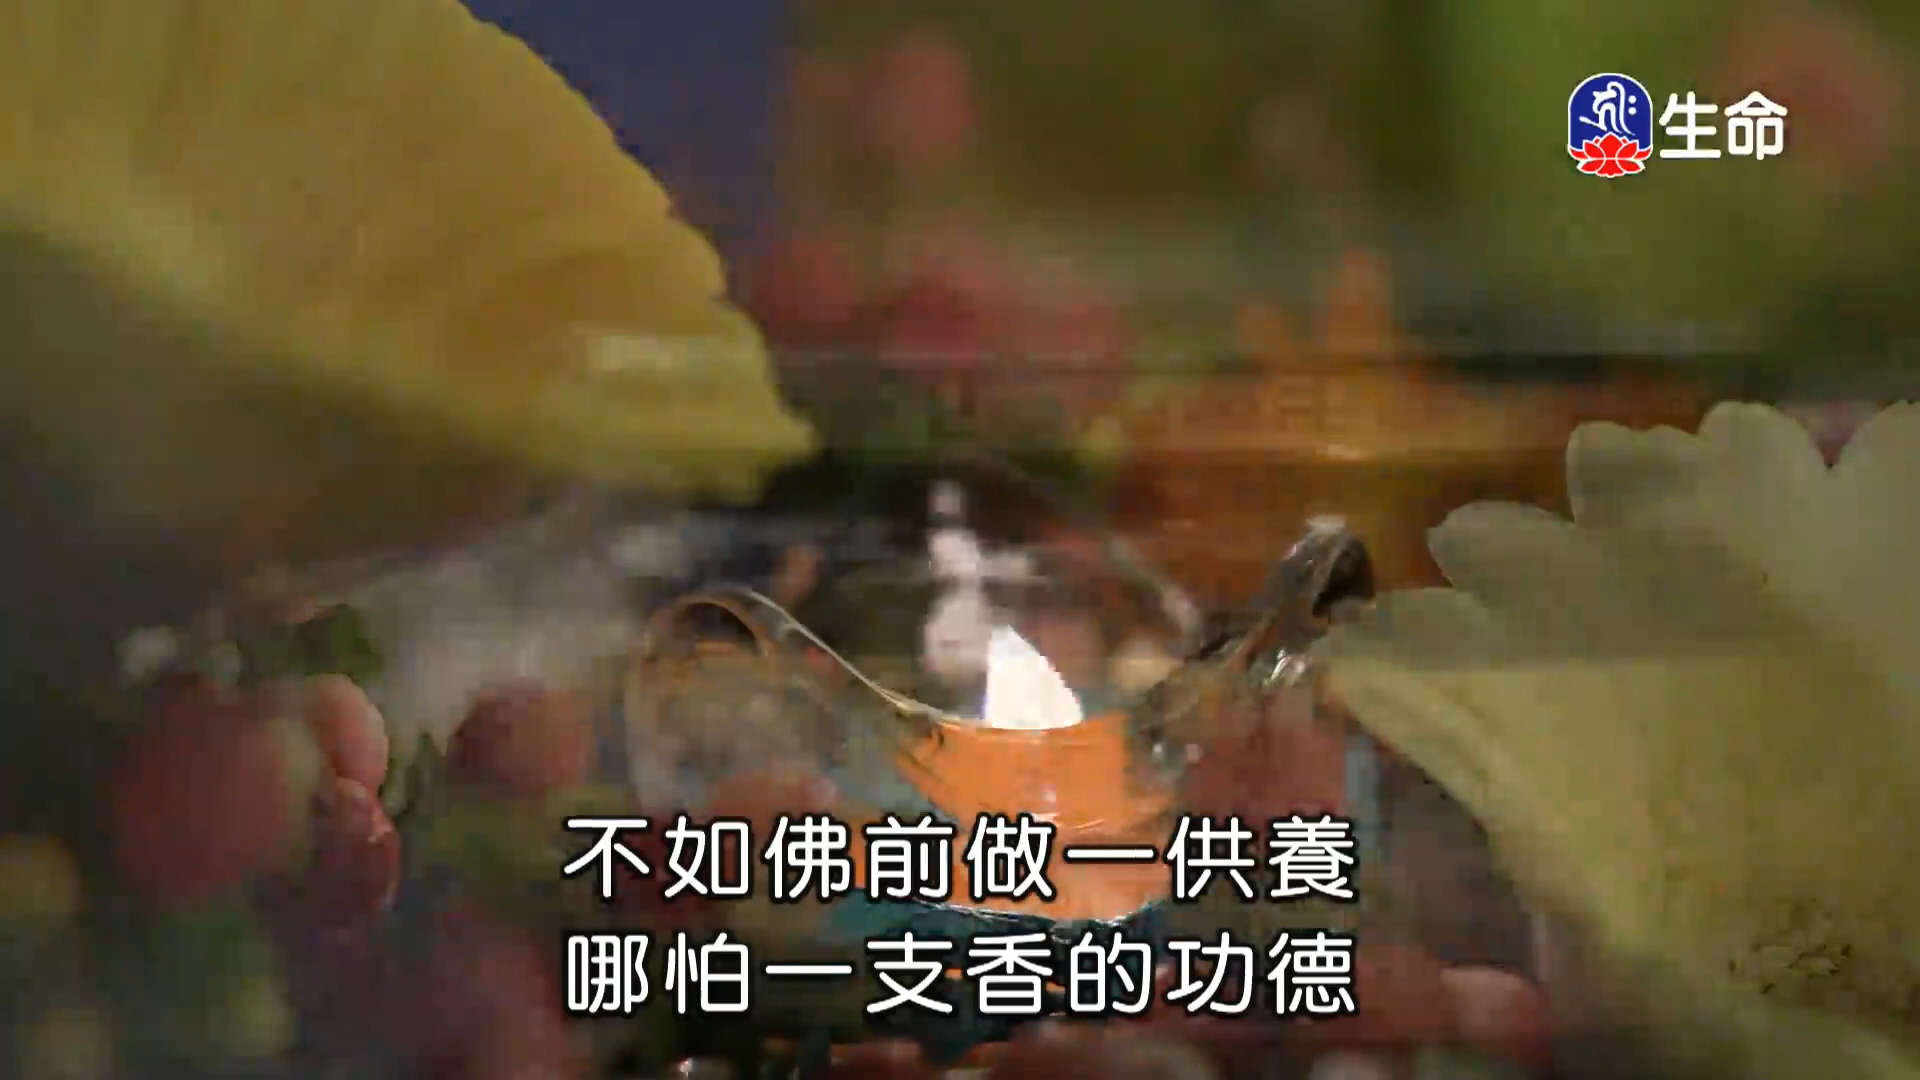 生命
不如佛前做一供養
哪怕一支香的功德